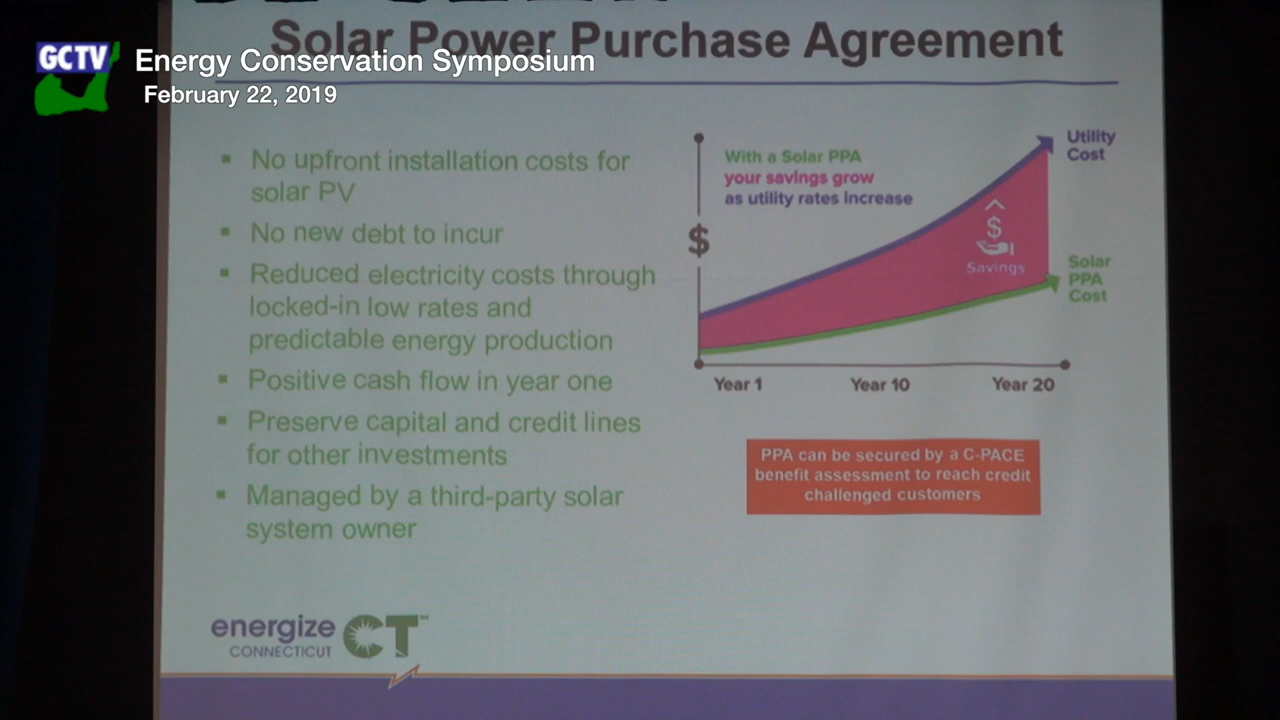 Solar Power Purchase Agreement
GCTV
Energy Conservation Symposium
February 22, 2019
▪ No upfront installation costs for
solar PV
▪ No new debt to incur
▪ Reduced electricity costs through
locked-in low rates and
predictable energy production
▪ Positive cash flow in year one
▪ Preserve capital and credit lines
for other investments
▪ Managed by a third-party solar
system owner
With a Solar PPA
your savings grow
as utility rates increase
$
Utility
Cost
$
Savings
Solar
PPA
Cost
Year 1 Year 10 Year 20
PPA can be secured by a C-PACE
benefit assessment to reach credit
challenged customers
energize CT
CONNECTICUT